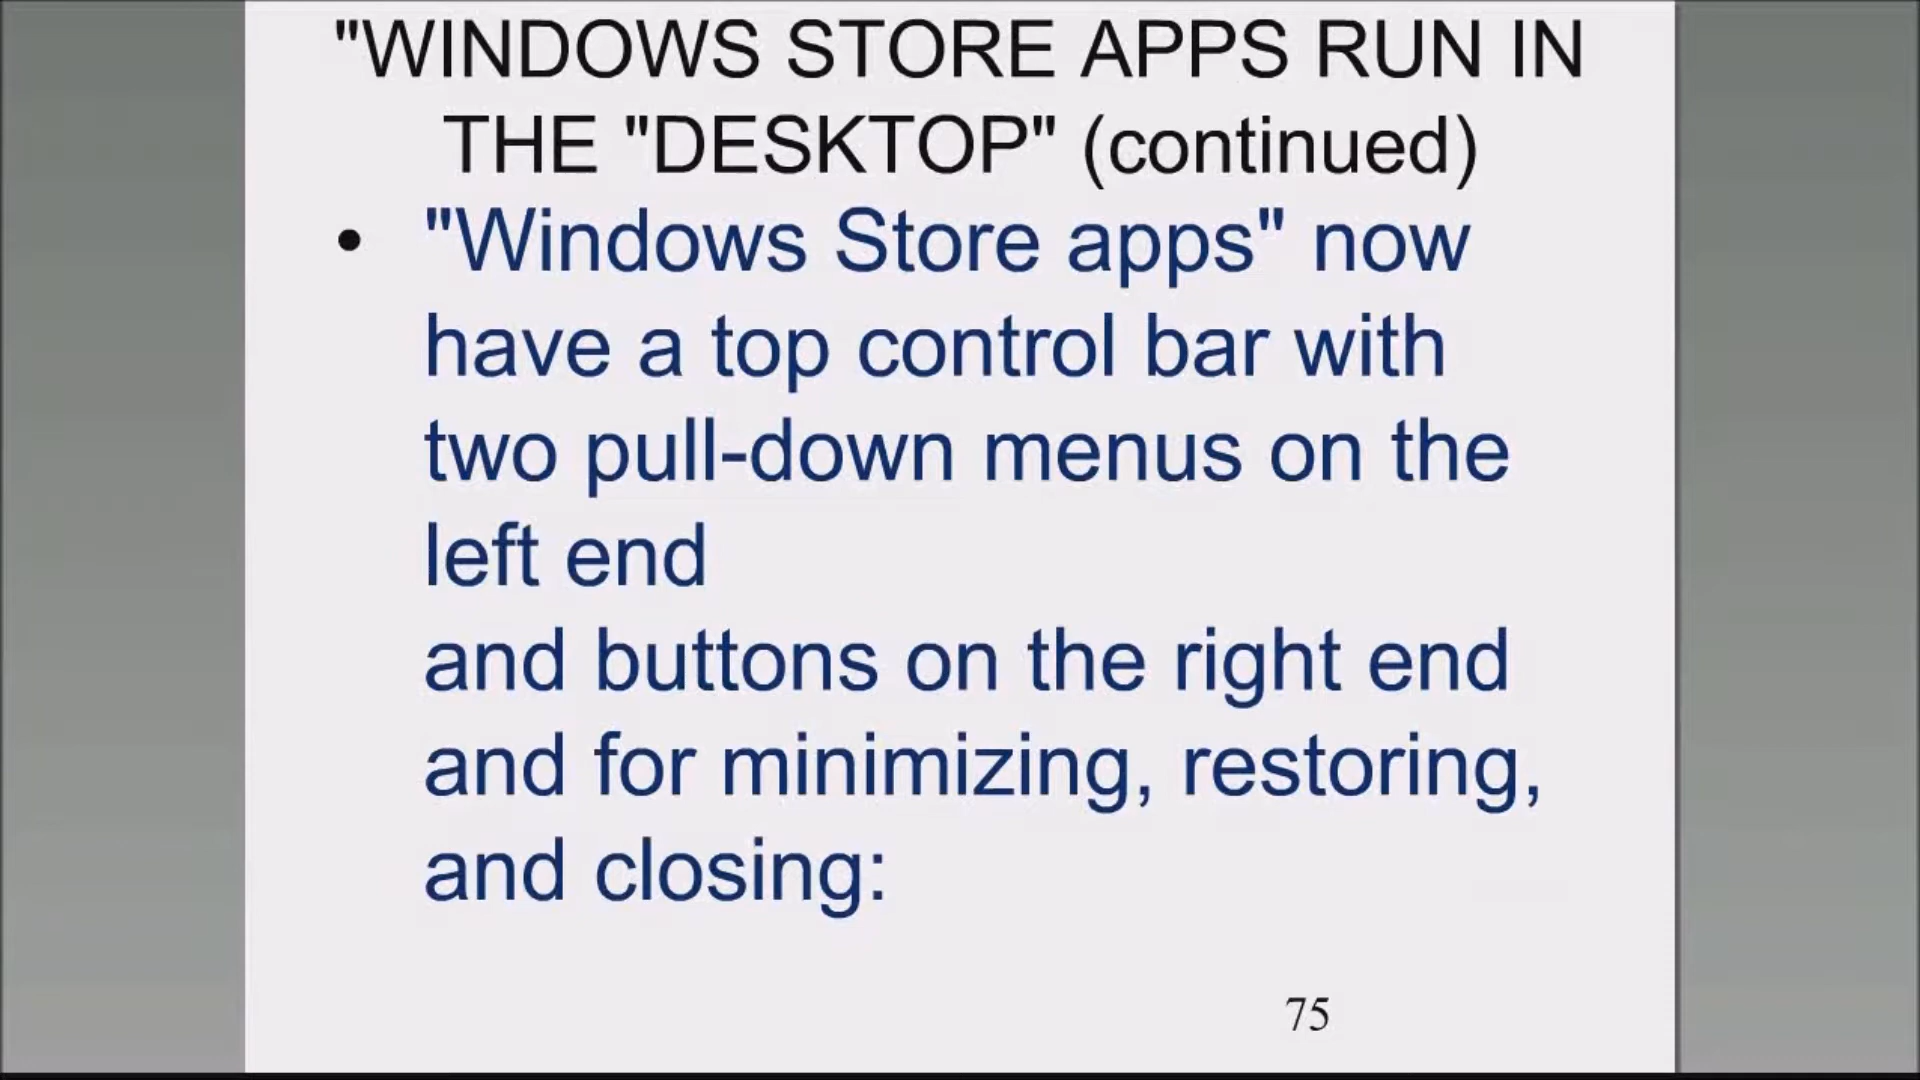 "WINDOWS STORE APPS RUN IN
THE "DESKTOP" (continued)
• "Windows Store apps" now
have a top control bar with
two pull-down menus on the
left end
and buttons on the right end
and for minimizing, restoring,
and closing:
75